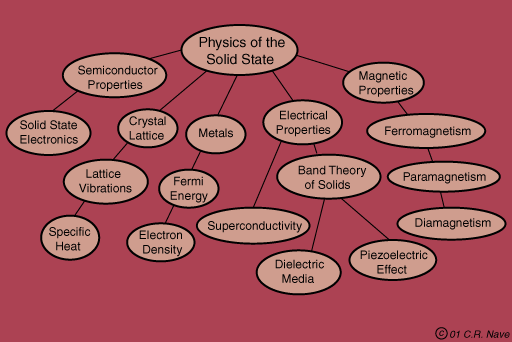 Physics of the
Solid State
Semiconductor
Properties
Magnetic
Properties
Solid State
Electronics
Crystal
Lattice
Metals
Electrical
Properties
Ferromagnetism
Lattice
Vibrations
Fermi
Energy
Band Theory
of Solids
Paramagnetism
Specific
Heat
Electron
Density
Superconductivity
Diamagnetism
Dielectric
Media
Piezoelectric
Effect
© 01 C.R. Nave